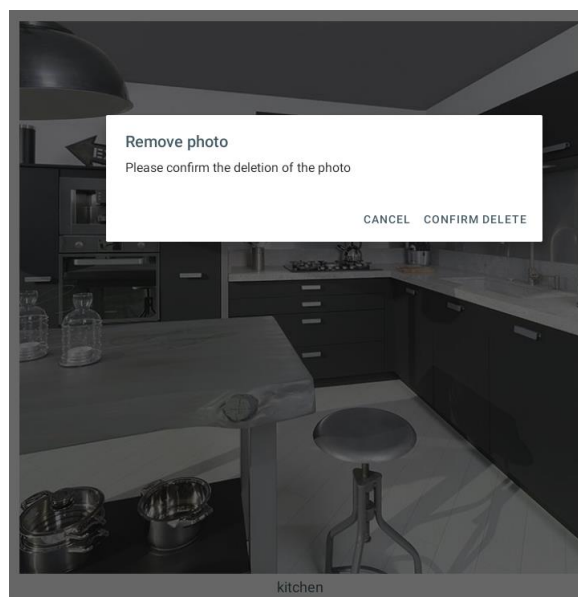 Remove photo
Please confirm the deletion of the photo
CANCEL CONFIRM DELETE
kitchen